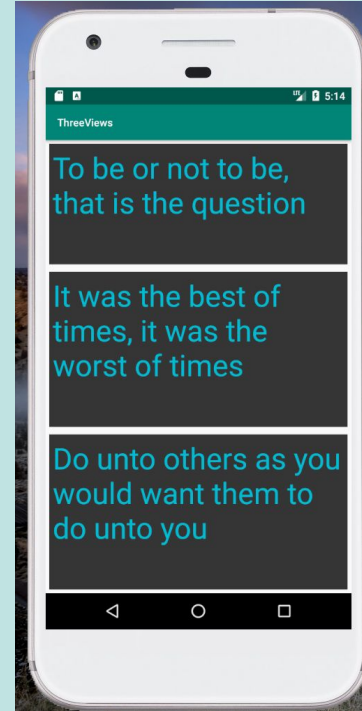 LTE 5:14
ThreeViews
To be or not to be,
that is the question
It was the best of
times, it was the
worst of times
Do unto others as you
would want them to
do unto you